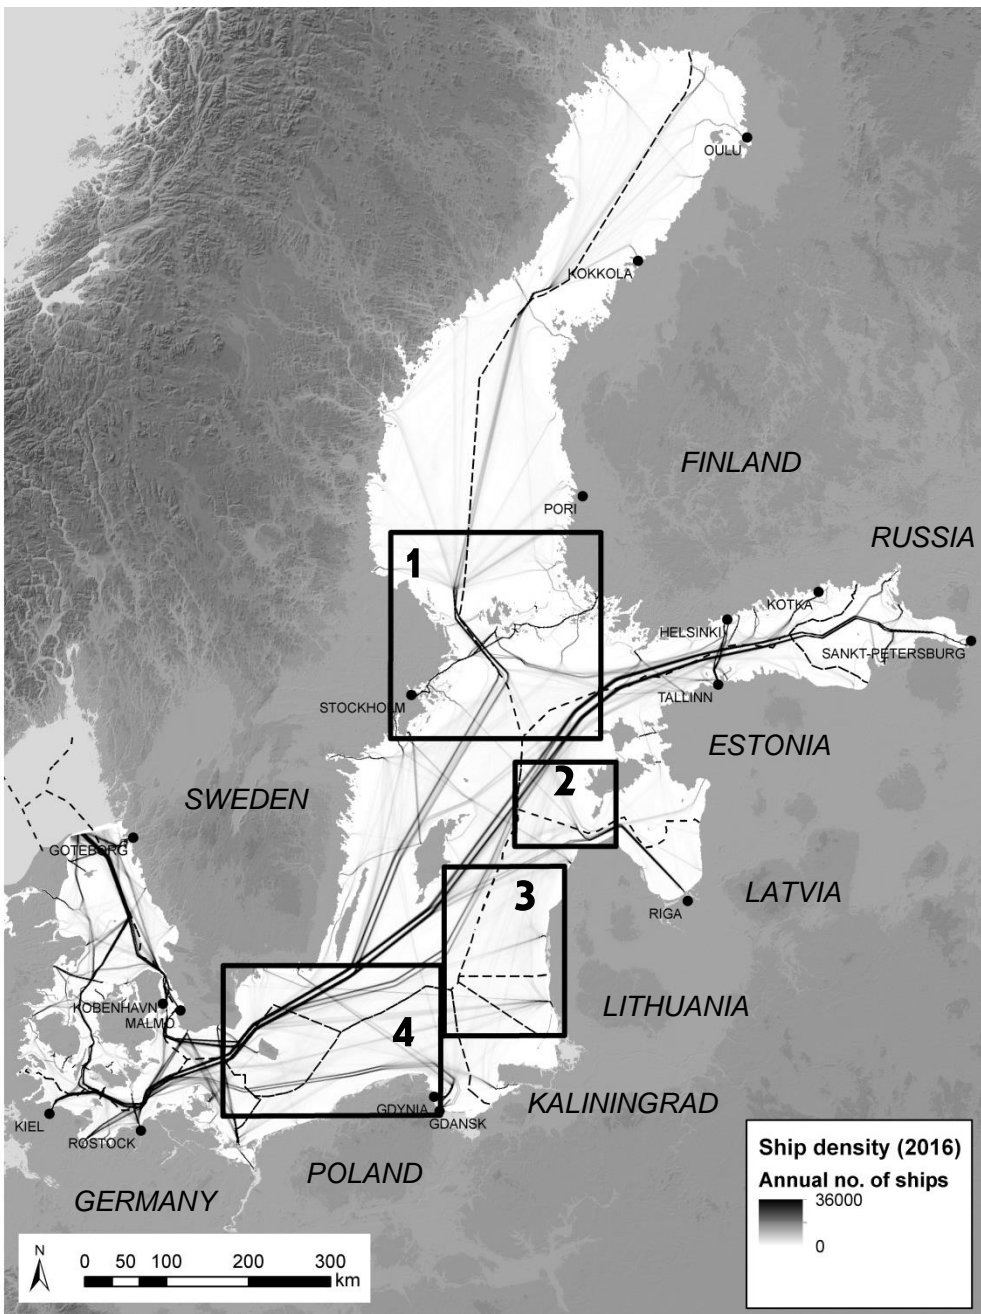 OULU
KOKKOLA
FINLAND
PORI
RUSSIA
1
KOTKA
HELSINKI
SANKT-PETERSBURG
STOCKHOLM
TALLINN
ESTONIA
2
SWEDEN
GÖTEBORG
3
LATVIA
RIGA
KOBENHAVN
MALMO
LITHUANIA
4
GDYNIA
GDANSK
KALININGRAD
KIEL
ROSTOCK
POLAND
GERMANY
Ship density (2016)
Annual no. of ships
36000
0
N
0 50 100 200 300
km